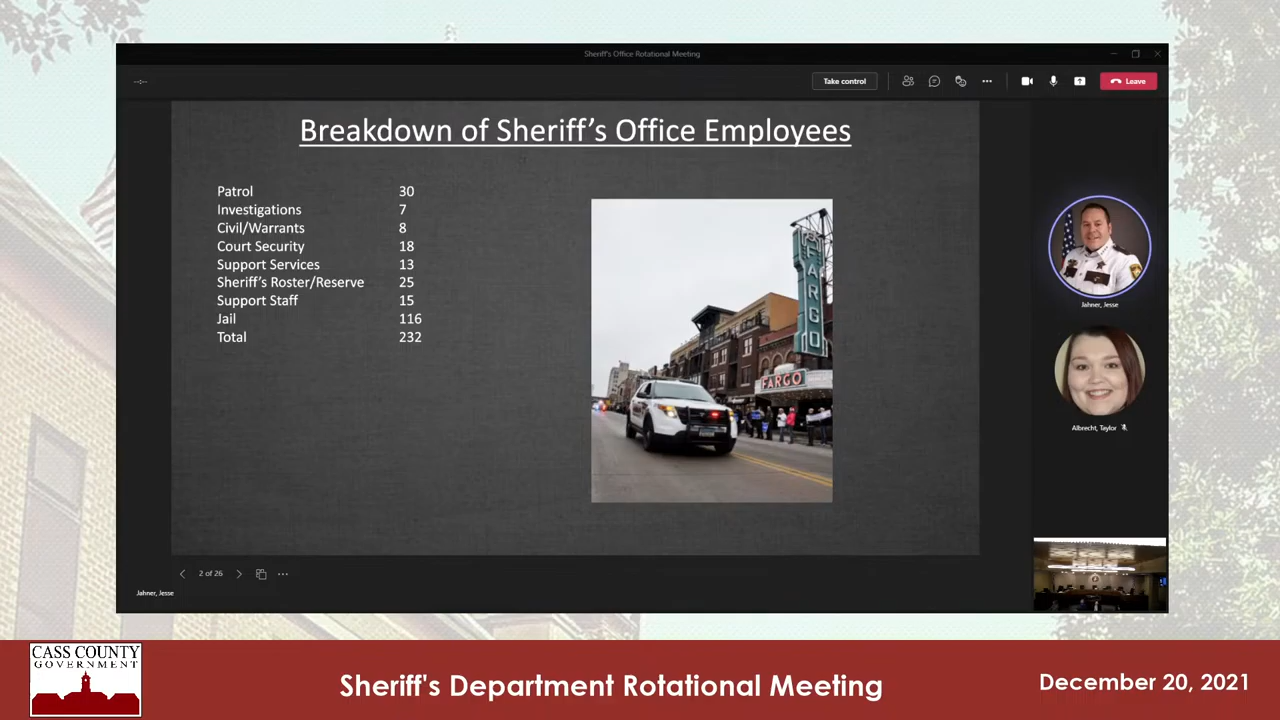 Sheriff's Office Rotational Meeting
Take control
Leave
Breakdown of Sheriff's Office Employees
Patrol 30
Investigations 7
Civil/Warrants 8
Court Security 18
Support Services 13
Sheriff's Roster/Reserve 25
Support Staff 15
Jail 116
Total 232
FARGO
FARGO
Jahner, Jesse
Albrecht, Taylor
2 of 26
Jahner, Jesse
CASS COUNTY
GOVERNMENT
Sheriff's Department Rotational Meeting
December 20, 2021